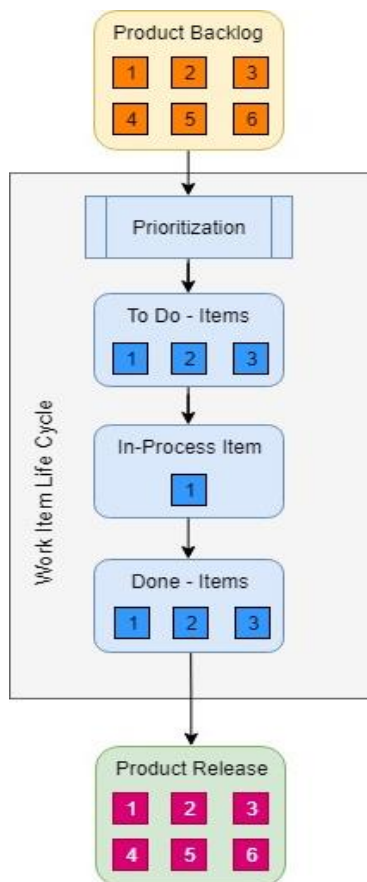 Product Backlog
1 2 3
4 5 6
Prioritization
To Do - Items
1 2 3
In-Process Item
1
Done - Items
1 2 3
Work Item Life Cycle
Product Release
1 2 3
4 5 6